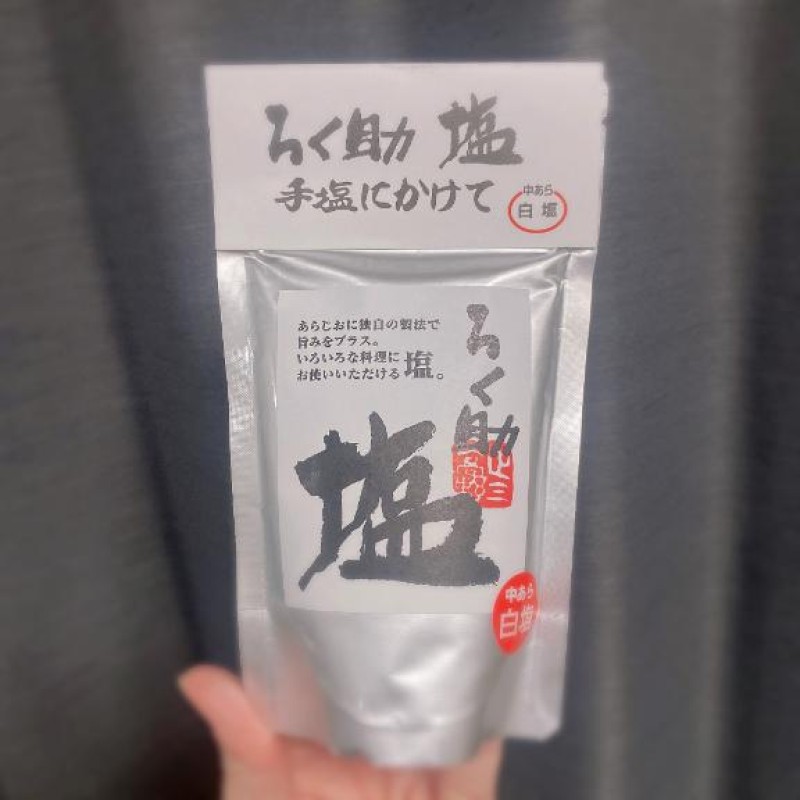 ろく助 塩
手塩にかけて
中あら
白塩
あらじおに独自の製法で
旨みをプラス。
いろいろな料理に
お使いいただける塩。
ろく助
塩
中あら
白塩